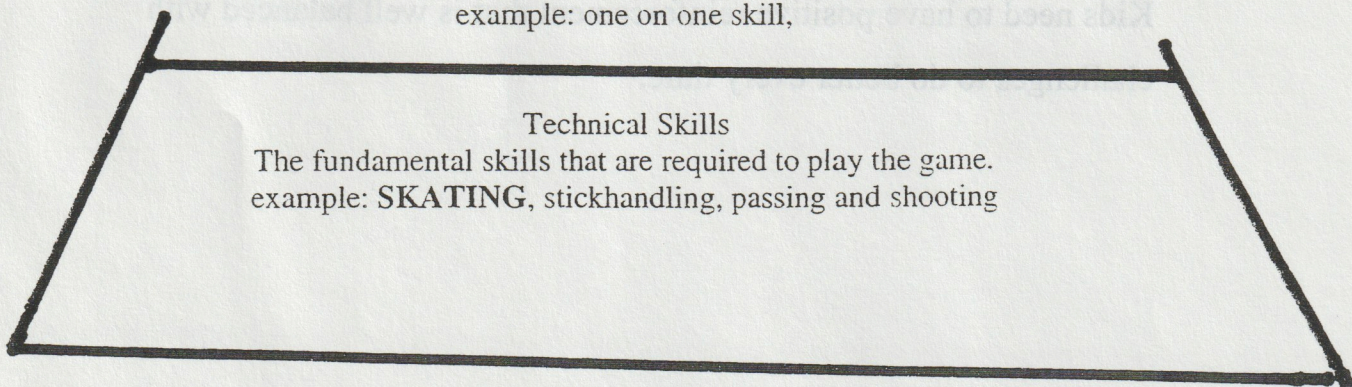 example: one on one skill,
Technical Skills
The fundamental skills that are required to play the game.
example: SKATING, stickhandling, passing and shooting